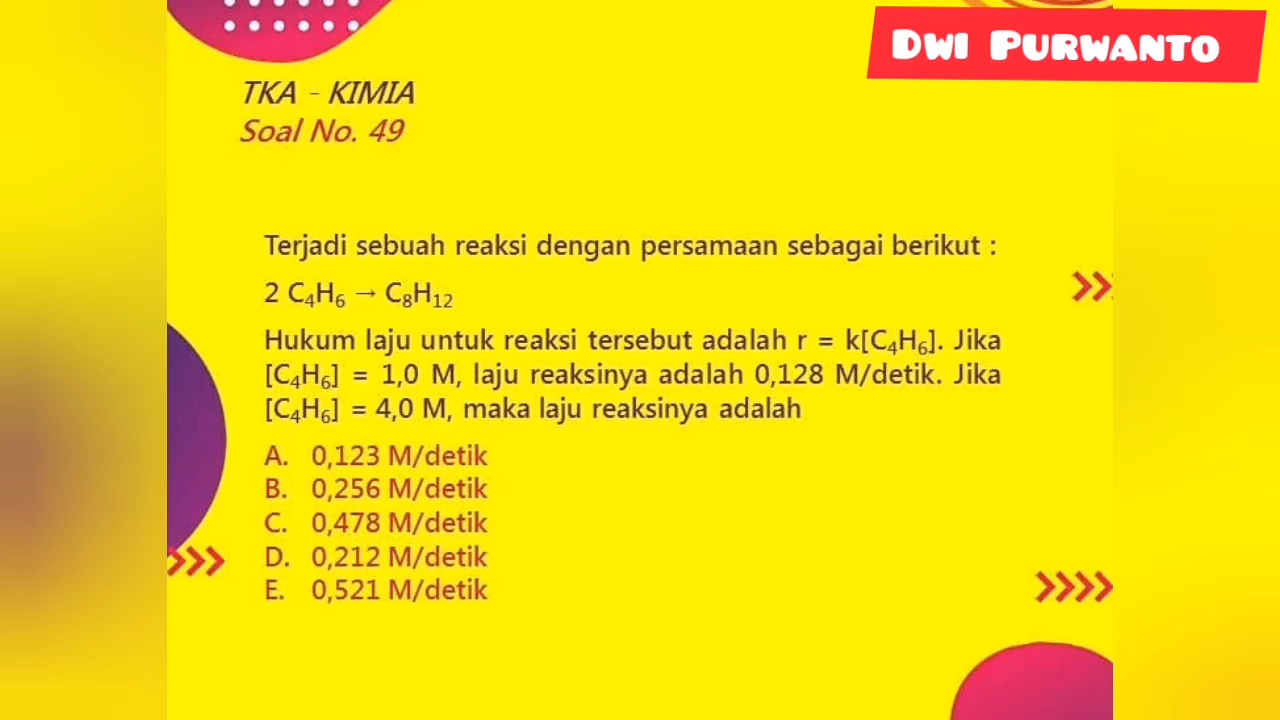 DWI PURWANTO
TKA - KIMIA
Soal No. 49
Terjadi sebuah reaksi dengan persamaan sebagai berikut :
2 C₄H₆ → C₈H₁₂
Hukum laju untuk reaksi tersebut adalah r = k[C₄H₆]. Jika
[C₄H₆] = 1,0 M, laju reaksinya adalah 0,128 M/detik. Jika
[C₄H₆] = 4,0 M, maka laju reaksinya adalah
A. 0,123 M/detik
B. 0,256 M/detik
C. 0,478 M/detik
D. 0,212 M/detik
E. 0,521 M/detik